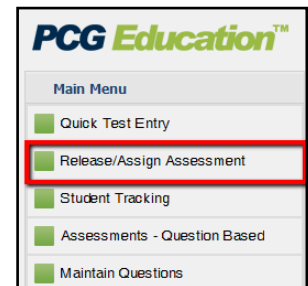 PCG Education™
Main Menu
Quick Test Entry
Release/Assign Assessment
Student Tracking
Assessments - Question Based
Maintain Questions